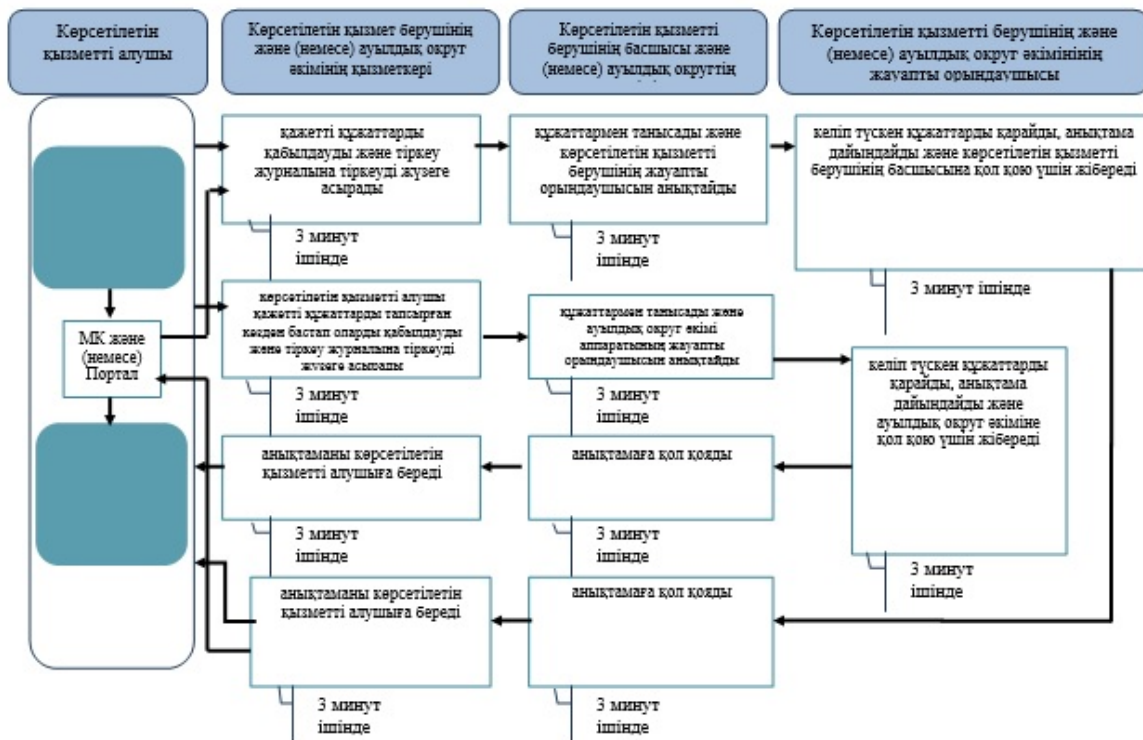 Көрсетілетін
қызметті алушы
Көрсетілетін қызмет берушінің
және (немесе) ауылдық округ
әкімінің қызметкері
Көрсетілетін қызметті
берушінің басшысы және
(немесе) ауылдық округтің
Көрсетілетін қызметті берушінің және
(немесе) ауылдық округ әкімінінің
жауапты орындаушысы
қажетті құжаттарды
қабылдауды және тіркеу
журналына тіркеуді жүзеге
асырады
3 минут
ішінде
құжаттармен танысады және
көрсетілетін қызметті
берушінің жауапты
орындаушысын анықтайды
3 минут
ішінде
келіп түскен құжаттарды қарайды, анықтама
дайындайды және көрсетілетін қызметті
берушінің басшысына қол қою үшін жібереді
3 минут ішінде
МК және
(немесе)
Портал
көрсетілетін қызметті алушы
қажетті құжаттарды тапсырған
кезден бастап оларды қабылдауды
және тіркеу журналына тіркеуді
жүзеге асырады
3 минут
ішінде
құжаттармен танысады және
ауылдық округ әкімі
аппаратының жауапты
орындаушысын анықтайды
3 минут
ішінде
келіп түскен құжаттарды
қарайды, анықтама
дайындайды және
ауылдық округ әкіміне
қол қою үшін жібереді
3 минут
ішінде
анықтаманы көрсетілетін
қызметті алушыға береді
3 минут
ішінде
анықтамаға қол қояды
3 минут
ішінде
анықтаманы көрсетілетін
қызметті алушыға береді
3 минут
ішінде
анықтамаға қол қояды
3 минут
ішінде